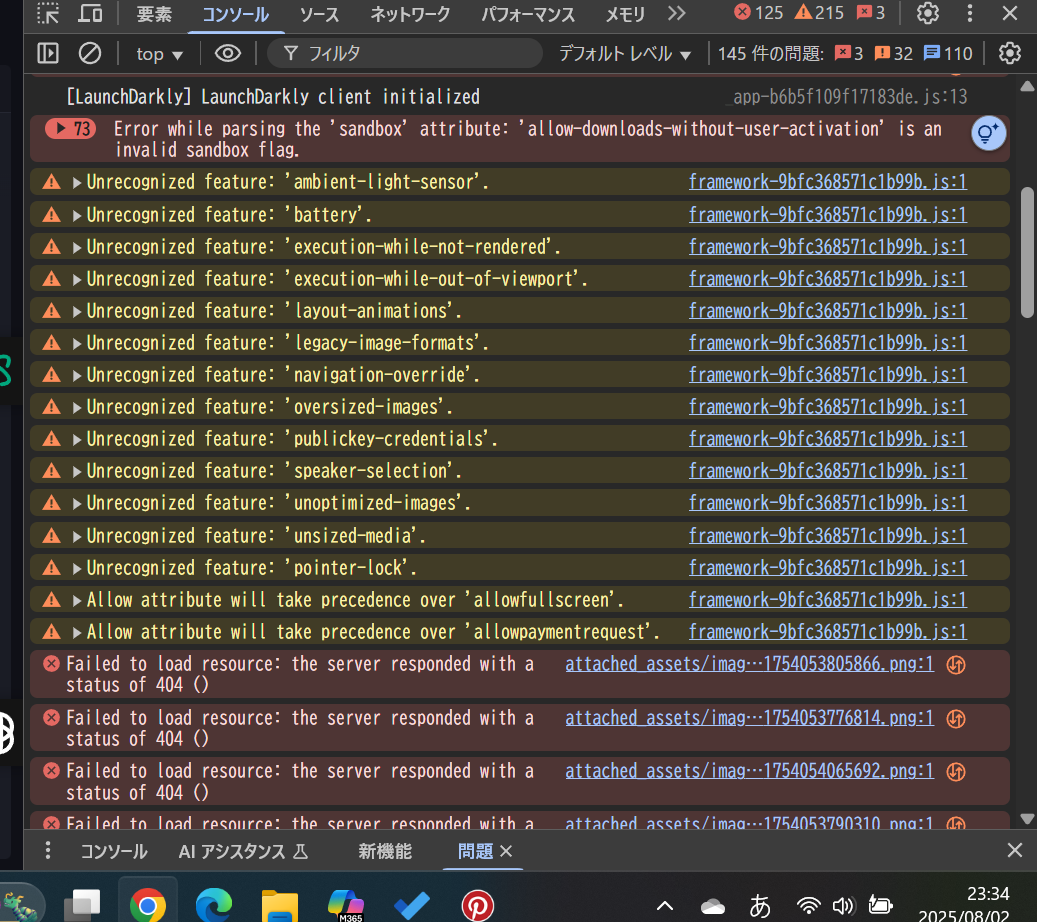 要素 コンソール ソース ネットワーク パフォーマンス メモリ 125 215 3
top フィルタ デフォルト レベル 145 件の問題: 3 32 110
[LaunchDarkly] LaunchDarkly client initialized _app-b6b5f109f17183de.js:13
73 Error while parsing the 'sandbox' attribute: 'allow-downloads-without-user-activation' is an
invalid sandbox flag.
Unrecognized feature: 'ambient-light-sensor'. framework-9bfc368571c1b99b.js:1
Unrecognized feature: 'battery'. framework-9bfc368571c1b99b.js:1
Unrecognized feature: 'execution-while-not-rendered'. framework-9bfc368571c1b99b.js:1
Unrecognized feature: 'execution-while-out-of-viewport'. framework-9bfc368571c1b99b.js:1
Unrecognized feature: 'layout-animations'. framework-9bfc368571c1b99b.js:1
Unrecognized feature: 'legacy-image-formats'. framework-9bfc368571c1b99b.js:1
Unrecognized feature: 'navigation-override'. framework-9bfc368571c1b99b.js:1
Unrecognized feature: 'oversized-images'. framework-9bfc368571c1b99b.js:1
Unrecognized feature: 'publickey-credentials'. framework-9bfc368571c1b99b.js:1
Unrecognized feature: 'speaker-selection'. framework-9bfc368571c1b99b.js:1
Unrecognized feature: 'unoptimized-images'. framework-9bfc368571c1b99b.js:1
Unrecognized feature: 'unsized-media'. framework-9bfc368571c1b99b.js:1
Unrecognized feature: 'pointer-lock'. framework-9bfc368571c1b99b.js:1
Allow attribute will take precedence over 'allowfullscreen'. framework-9bfc368571c1b99b.js:1
Allow attribute will take precedence over 'allowpaymentrequest'. framework-9bfc368571c1b99b.js:1
Failed to load resource: the server responded with a attached_assets/imag…1754053805866.png:1
status of 404 ()
Failed to load resource: the server responded with a attached_assets/imag…1754053776814.png:1
status of 404 ()
Failed to load resource: the server responded with a attached_assets/imag…1754054065692.png:1
status of 404 ()
Failed to load resource: the server responded with a attached_assets/imag…1754053790310.png:1
コンソール AI アシスタンス 新機能 問題
M365 あ 23:34
2025/08/02